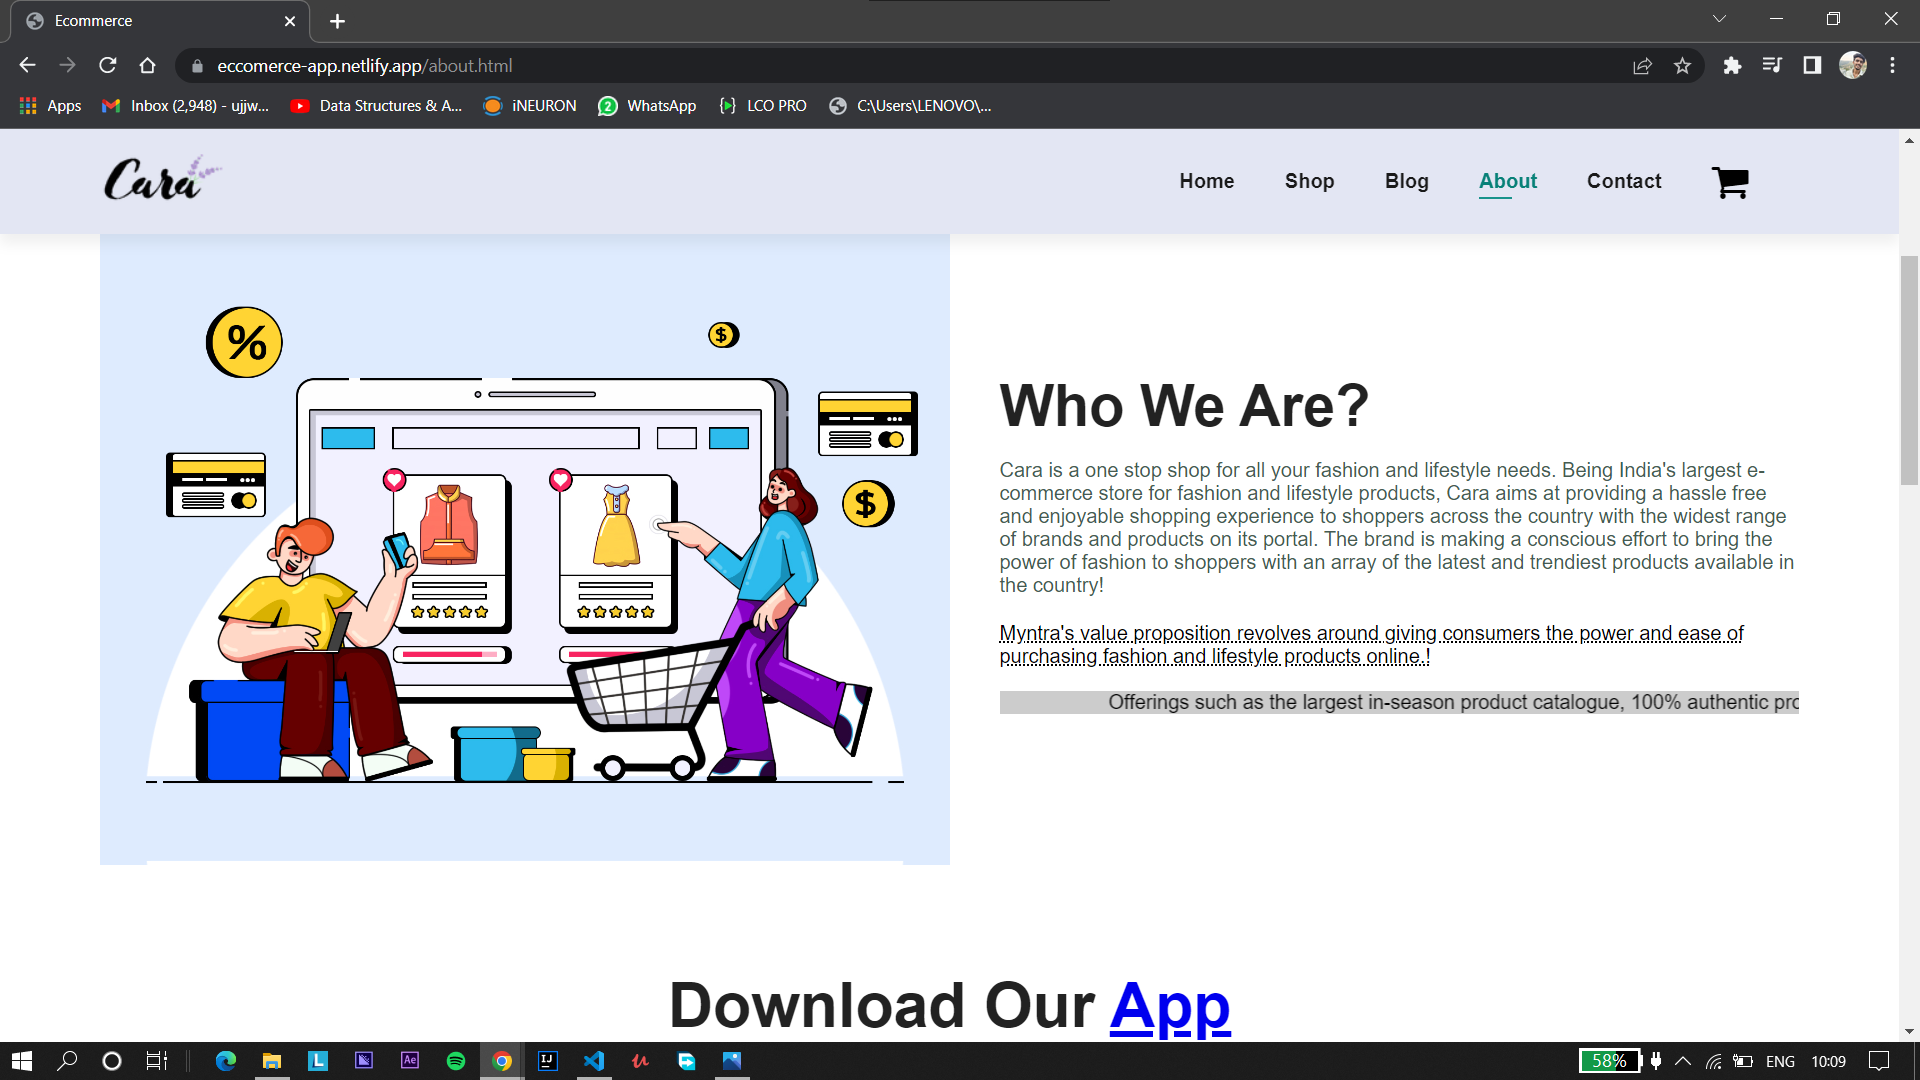 Ecommerce
eccomerce-app.netlify.app/about.html
Apps
Inbox (2,948) - ujjw...
Data Structures & A...
iNEURON
2
WhatsApp
LCO PRO
C:\Users\LENOVO\...
Cara
Home
Shop
Blog
About
Contact
%
$
$
Who We Are?
Cara is a one stop shop for all your fashion and lifestyle needs. Being India's largest e-
commerce store for fashion and lifestyle products, Cara aims at providing a hassle free
and enjoyable shopping experience to shoppers across the country with the widest range
of brands and products on its portal. The brand is making a conscious effort to bring the
power of fashion to shoppers with an array of the latest and trendiest products available in
the country!
Myntra's value proposition revolves around giving consumers the power and ease of
purchasing fashion and lifestyle products online.!
Offerings such as the largest in-season product catalogue, 100% authentic pro
Download Our App
L
Ae
IJ
58%
ENG
10:09